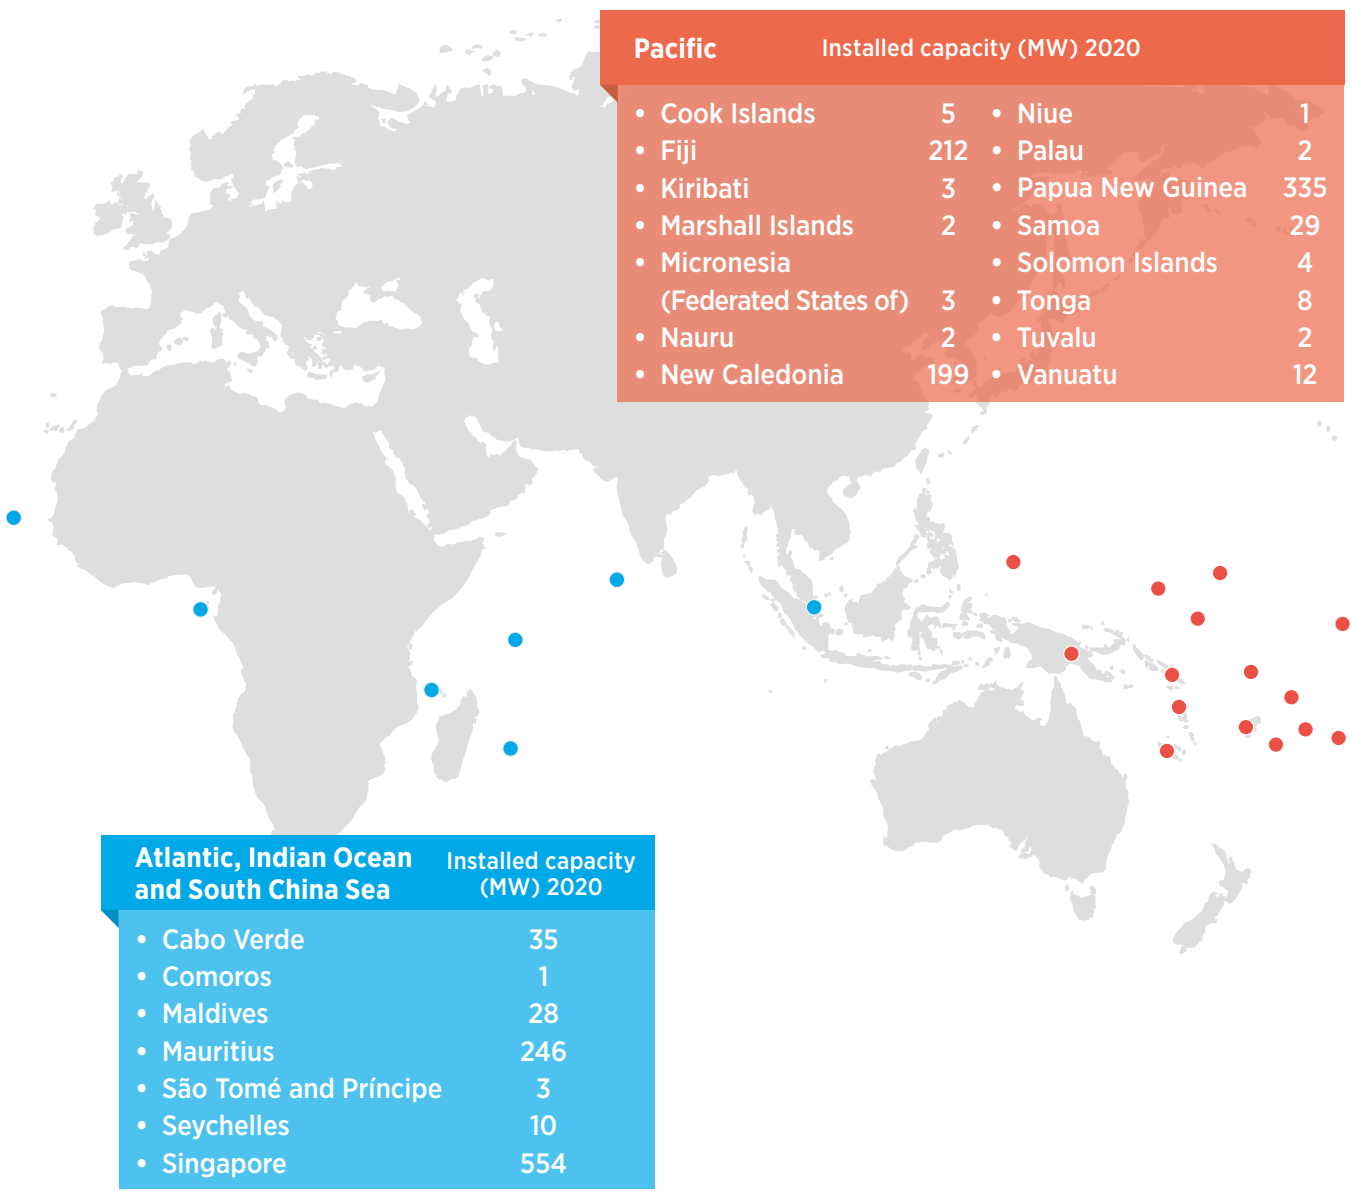 Pacific Installed capacity (MW) 2020
• Cook Islands 5
• Fiji 212
• Kiribati 3
• Marshall Islands 2
• Micronesia
(Federated States of) 3
• Nauru 2
• New Caledonia 199
• Niue 1
• Palau 2
• Papua New Guinea 335
• Samoa 29
• Solomon Islands 4
• Tonga 8
• Tuvalu 2
• Vanuatu 12
Atlantic, Indian Ocean
and South China Sea
Installed capacity
(MW) 2020
• Cabo Verde 35
• Comoros 1
• Maldives 28
• Mauritius 246
• São Tomé and Príncipe 3
• Seychelles 10
• Singapore 554